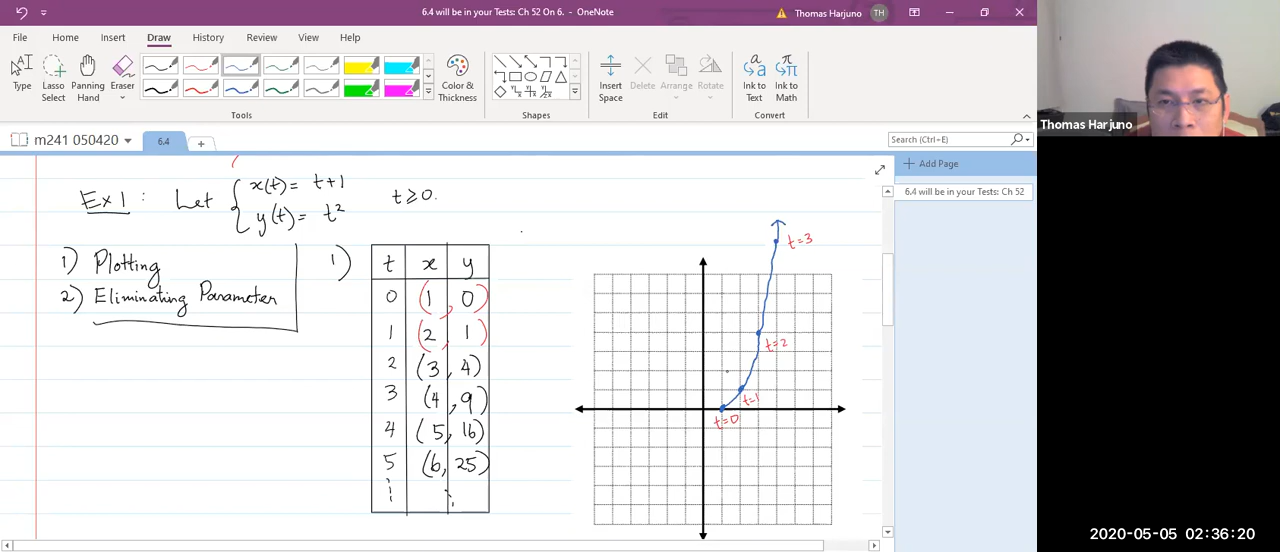 6.4 will be in your Tests: Ch 52 On 6. - OneNote
Thomas Harjuno TH
File Home Insert Draw History Review View Help
Type
Lasso Select
Panning Hand
Eraser
Color & Thickness
Insert Space
Delete
Arrange
Rotate
Ink to Text
Ink to Math
Tools
Shapes
Edit
Convert
Thomas Harjuno
m241 050420
6.4
Search (Ctrl+E)
Add Page
6.4 will be in your Tests: Ch 52
Ex 1 : Let { x(t) = t+1
y(t) = t² t ≥ 0.
1) Plotting
2) Eliminating Parameter
1)
t x y
0 (1, 0)
1 (2, 1)
2 (3, 4)
3 (4, 9)
4 (5, 16)
5 (6, 25)
t=3
t=2
t=1
t=0
2020-05-05 02:36:20